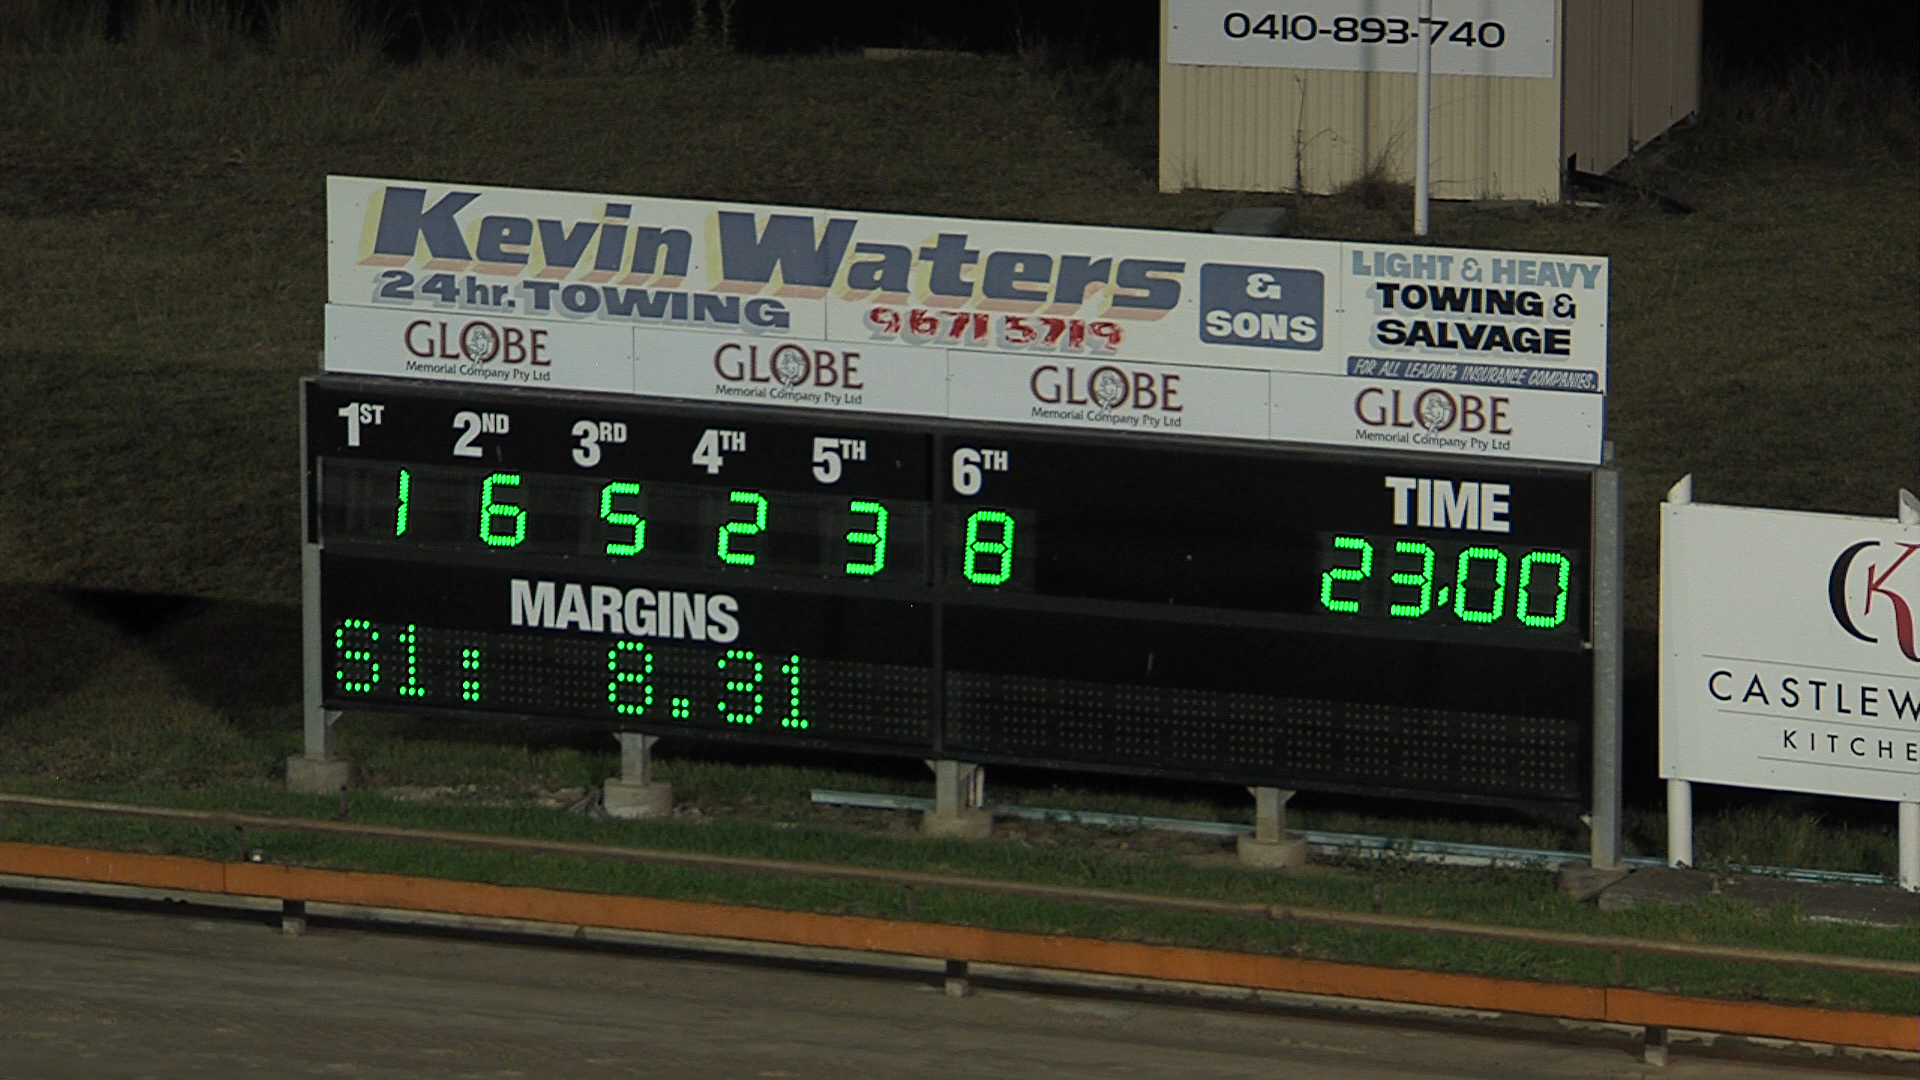 0410-893-740
Kevin Waters
& SONS
24hr. TOWING
9671 5719
LIGHT & HEAVY
TOWING &
SALVAGE
FOR ALL LEADING INSURANCE COMPANIES.
GLOBE
Memorial Company Pty Ltd
GLOBE
Memorial Company Pty Ltd
GLOBE
Memorial Company Pty Ltd
GLOBE
Memorial Company Pty Ltd
1ST 2ND 3RD 4TH 5TH 6TH TIME
1 6 5 2 3 8 23.00
MARGINS
S1: 8.31
CK
CASTLEW
KITCHE